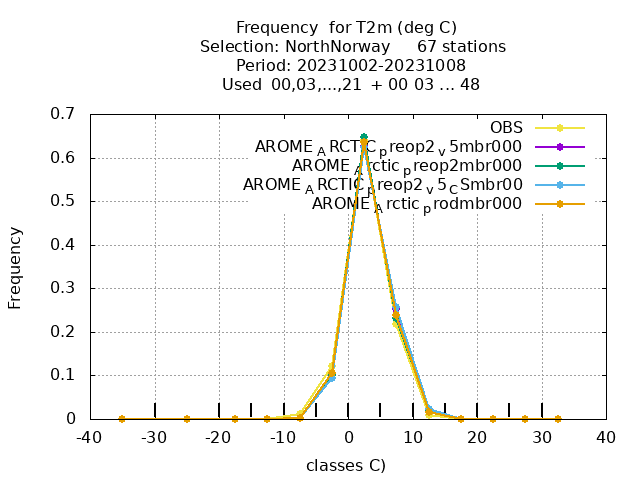 Frequency for T2m (deg C)
Selection: NorthNorway 67 stations
Period: 20231002-20231008
Used 00,03,...,21 + 00 03 ... 48
0.7
0.6
0.5
0.4
0.3
0.2
0.1
0
Frequency
OBS
AROME_ARCTIC_preop2_v5mbr000
AROME_Arctic_preop2mbr000
AROME_ARCTIC_preop2_v5_CSmbr00
AROME_Arctic_prodmbr000
-40 -30 -20 -10 0 10 20 30 40
classes C)